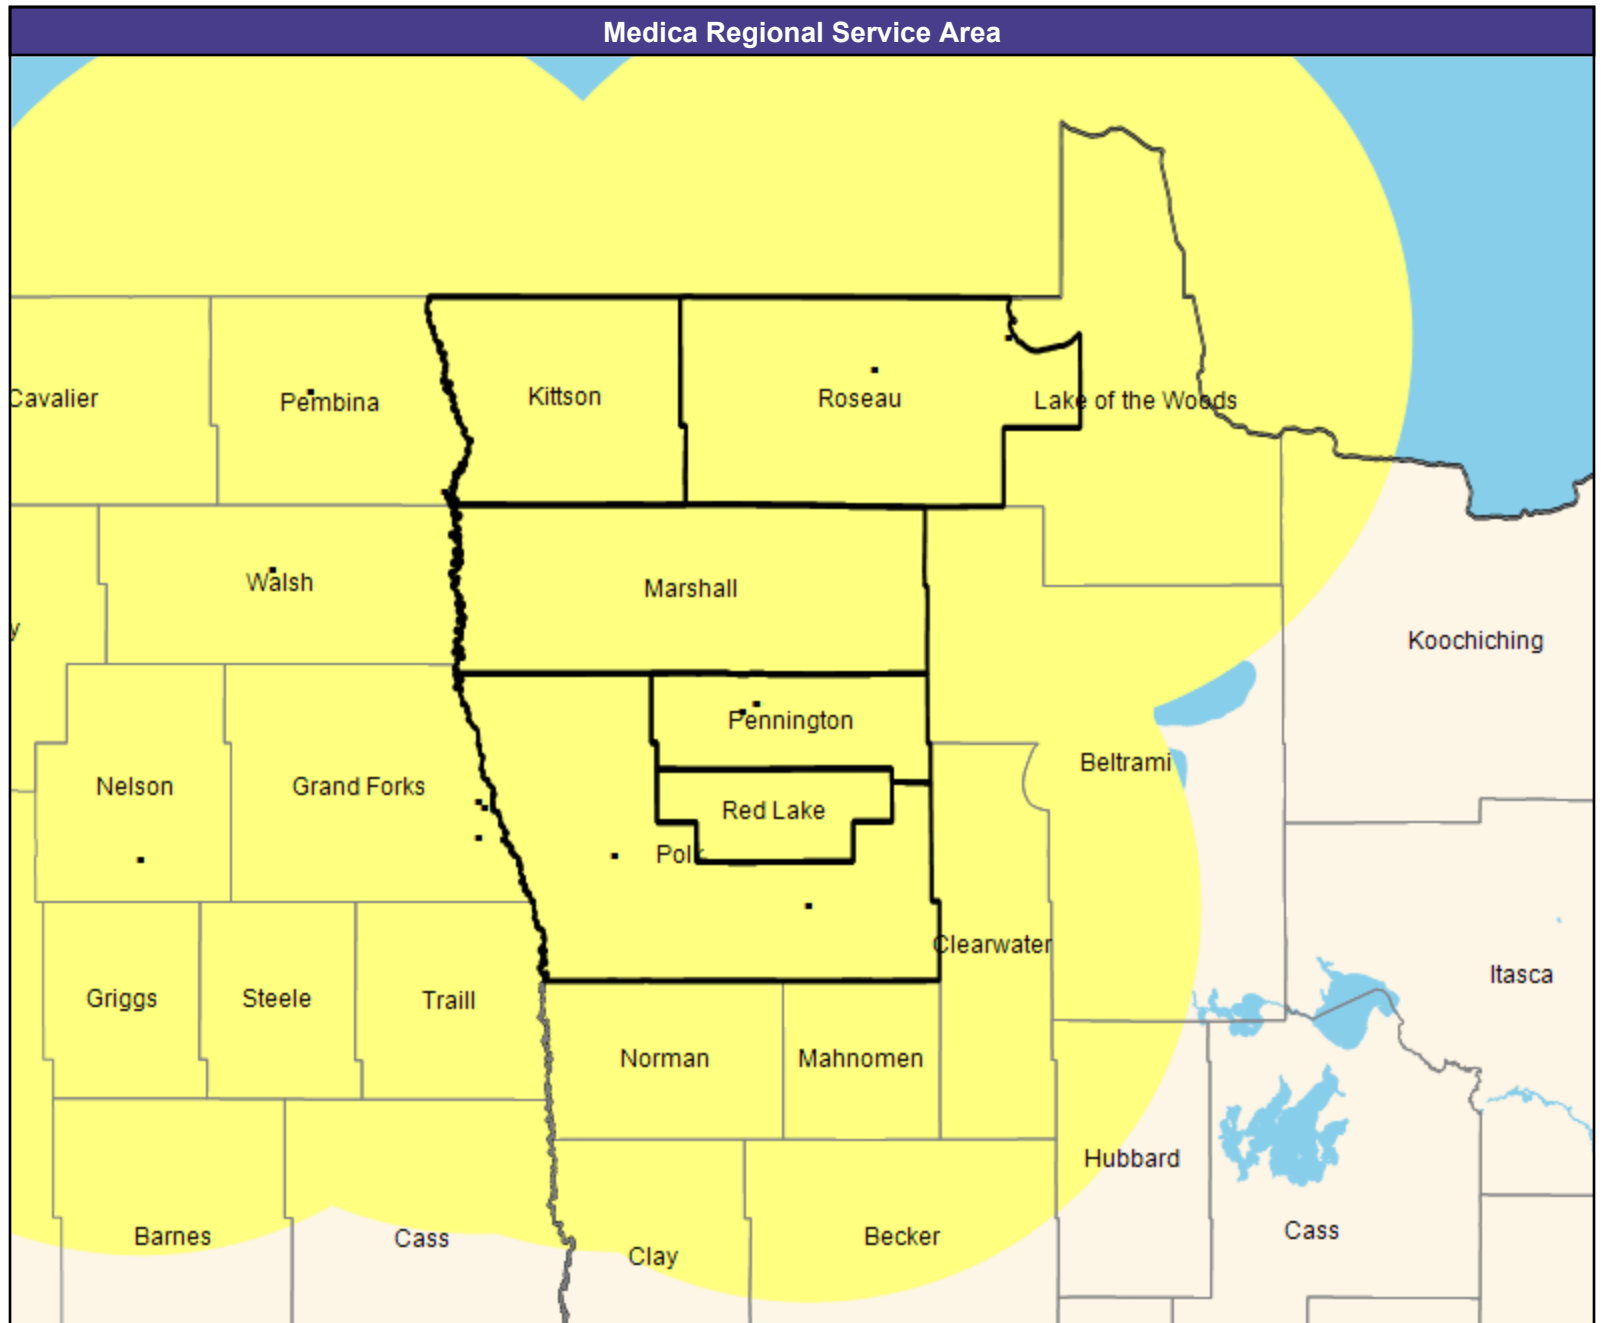 Medica Regional Service Area
Cavalier
Pembina
Kittson
Roseau
Lake of the Woods
Walsh
Marshall
y
Koochiching
Pennington
Nelson
Grand Forks
Red Lake
Beltrami
Polk
Clearwater
Griggs
Steele
Traill
Itasca
Norman
Mahnomen
Hubbard
Barnes
Cass
Clay
Becker
Cass